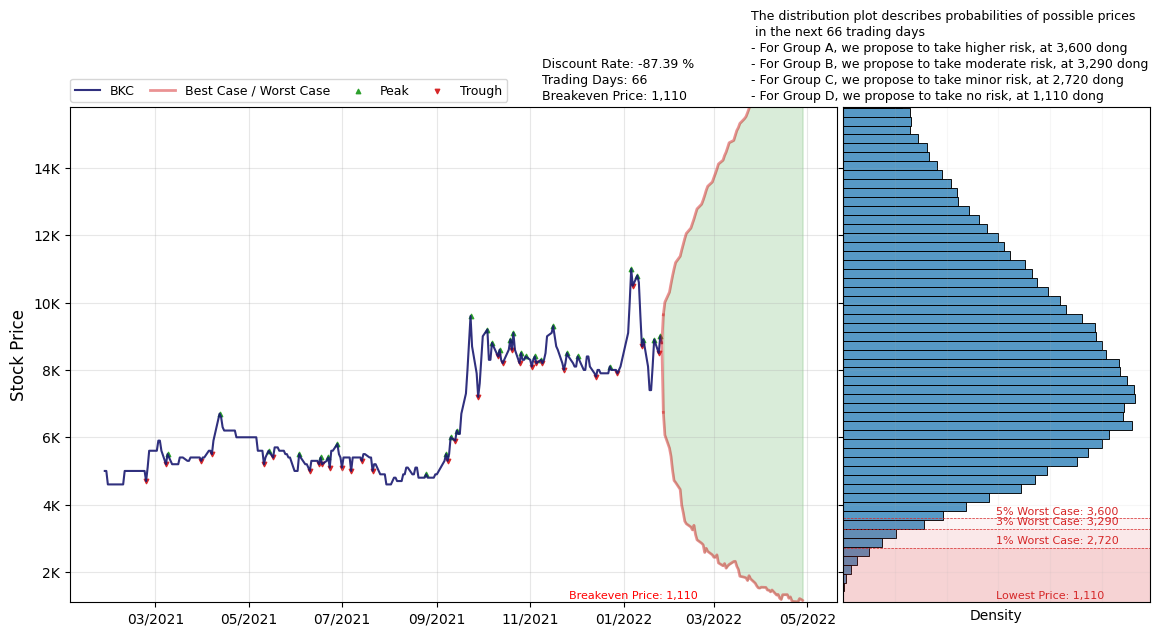 The distribution plot describes probabilities of possible prices
in the next 66 trading days
- For Group A, we propose to take higher risk, at 3,600 dong
- For Group B, we propose to take moderate risk, at 3,290 dong
- For Group C, we propose to take minor risk, at 2,720 dong
- For Group D, we propose to take no risk, at 1,110 dong
Discount Rate: -87.39 %
Trading Days: 66
Breakeven Price: 1,110
BKC Best Case / Worst Case Peak Trough
Stock Price
14K
12K
10K
8K
6K
4K
2K
5% Worst Case: 3,600
3% Worst Case: 3,290
1% Worst Case: 2,720
Breakeven Price: 1,110
Lowest Price: 1,110
03/2021 05/2021 07/2021 09/2021 11/2021 01/2022 03/2022 05/2022
Density